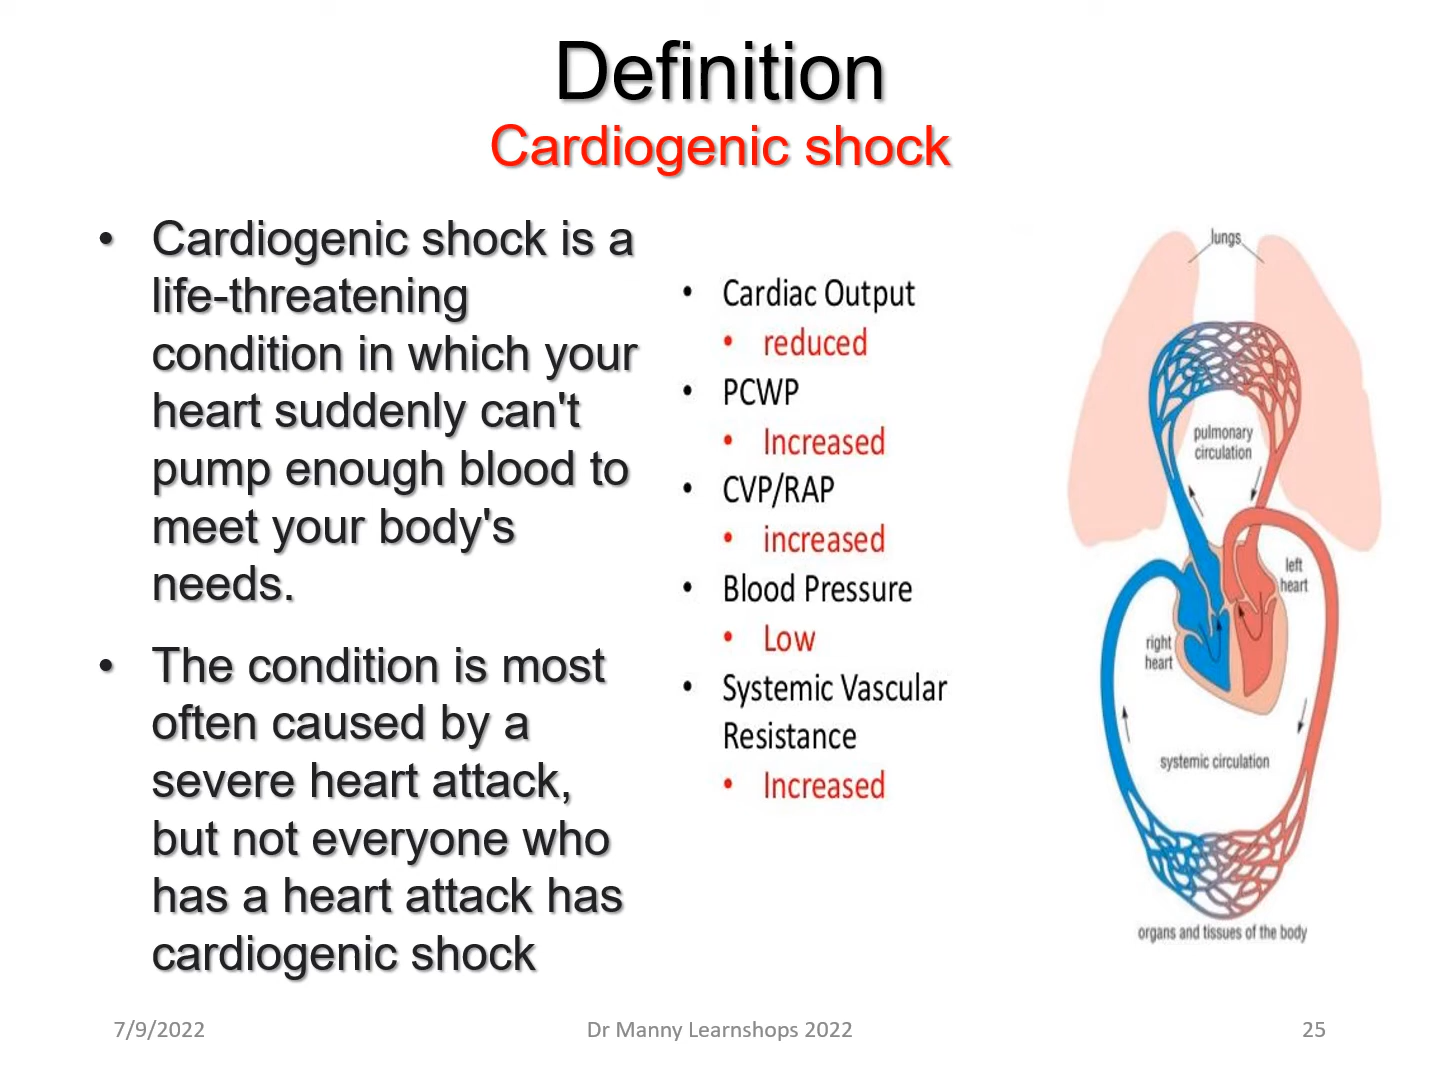 Definition
Cardiogenic shock
• Cardiogenic shock is a
life-threatening
condition in which your
heart suddenly can't
pump enough blood to
meet your body's
needs.
• The condition is most
often caused by a
severe heart attack,
but not everyone who
has a heart attack has
cardiogenic shock
• Cardiac Output
• reduced
• PCWP
• Increased
• CVP/RAP
• increased
• Blood Pressure
• Low
• Systemic Vascular
Resistance
• Increased
lungs
pulmonary
circulation
left
heart
right
heart
systemic circulation
organs and tissues of the body
7/9/2022
Dr Manny Learnshops 2022
25